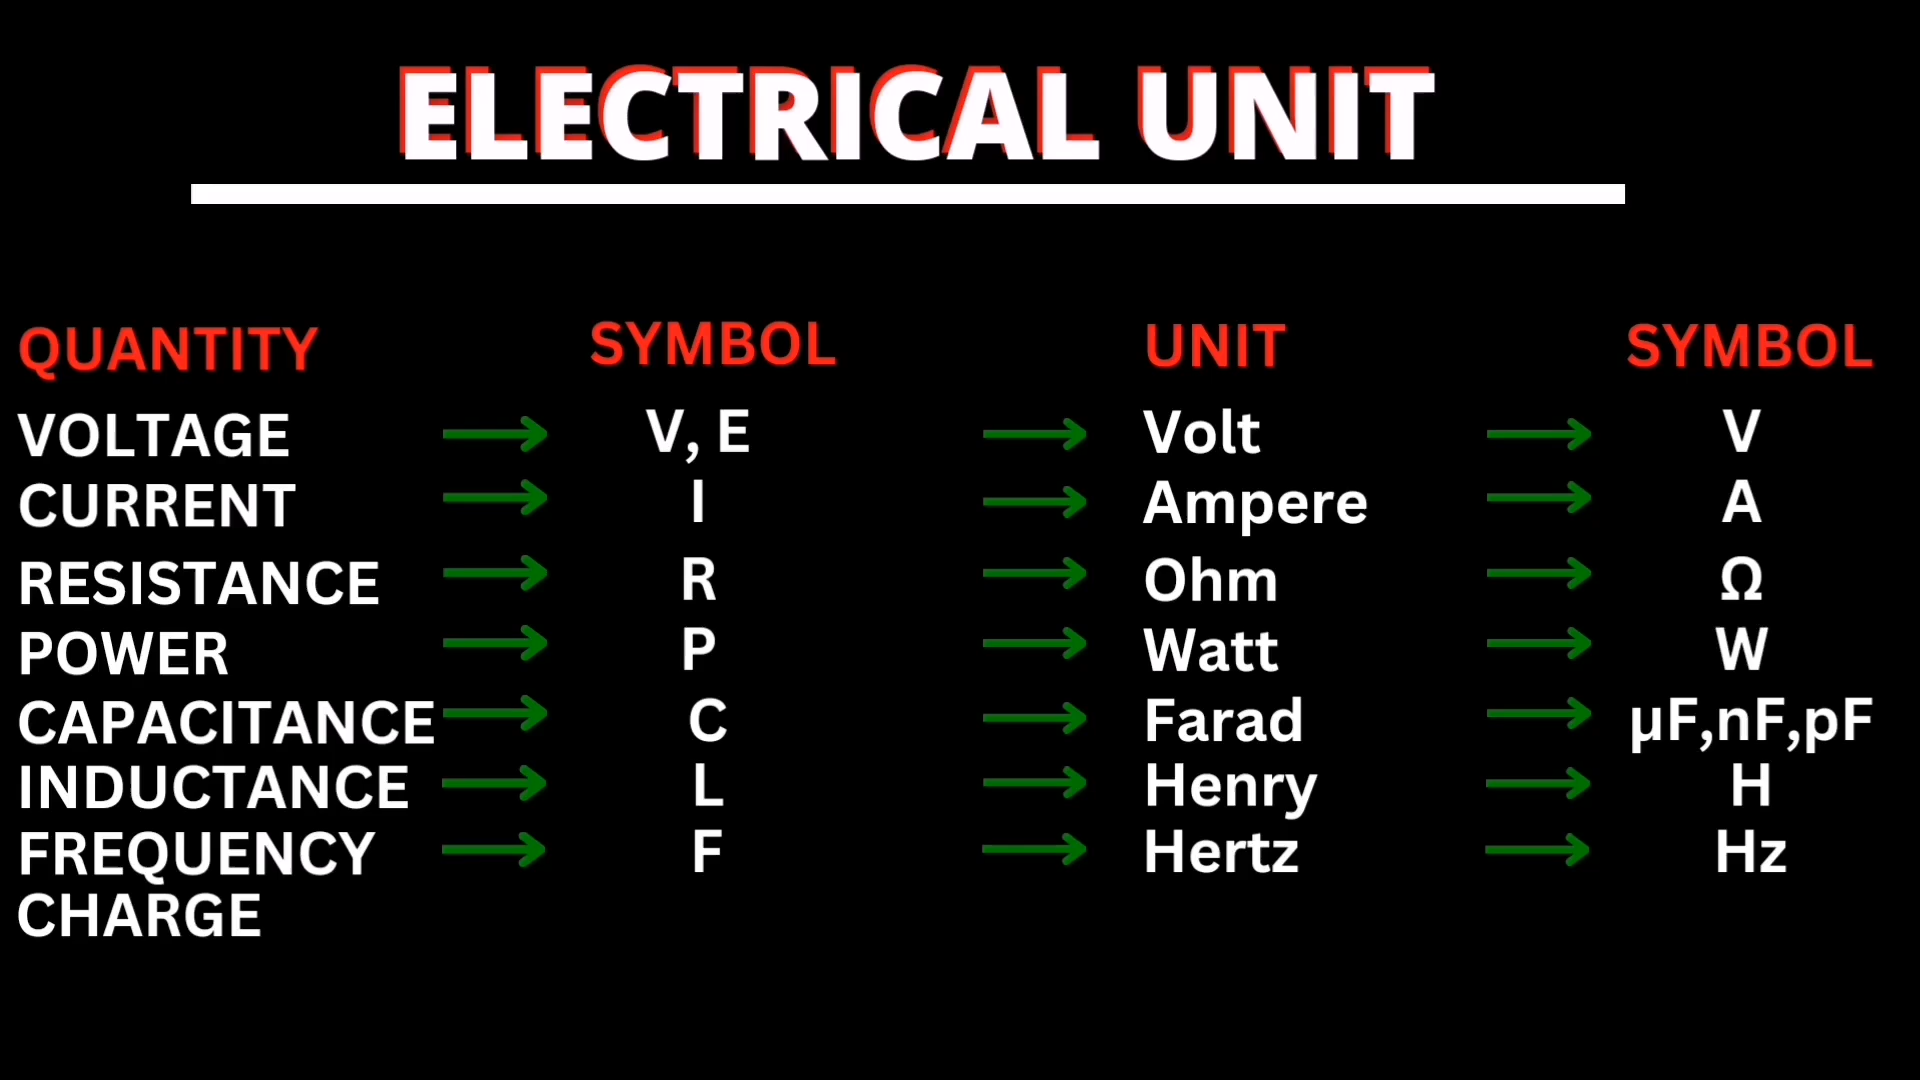 ELECTRICAL UNIT
QUANTITY SYMBOL UNIT SYMBOL
VOLTAGE → V, E → Volt → V
CURRENT → I → Ampere → A
RESISTANCE → R → Ohm → Ω
POWER → P → Watt → W
CAPACITANCE → C → Farad → µF,nF,pF
INDUCTANCE → L → Henry → H
FREQUENCY → F → Hertz → Hz
CHARGE